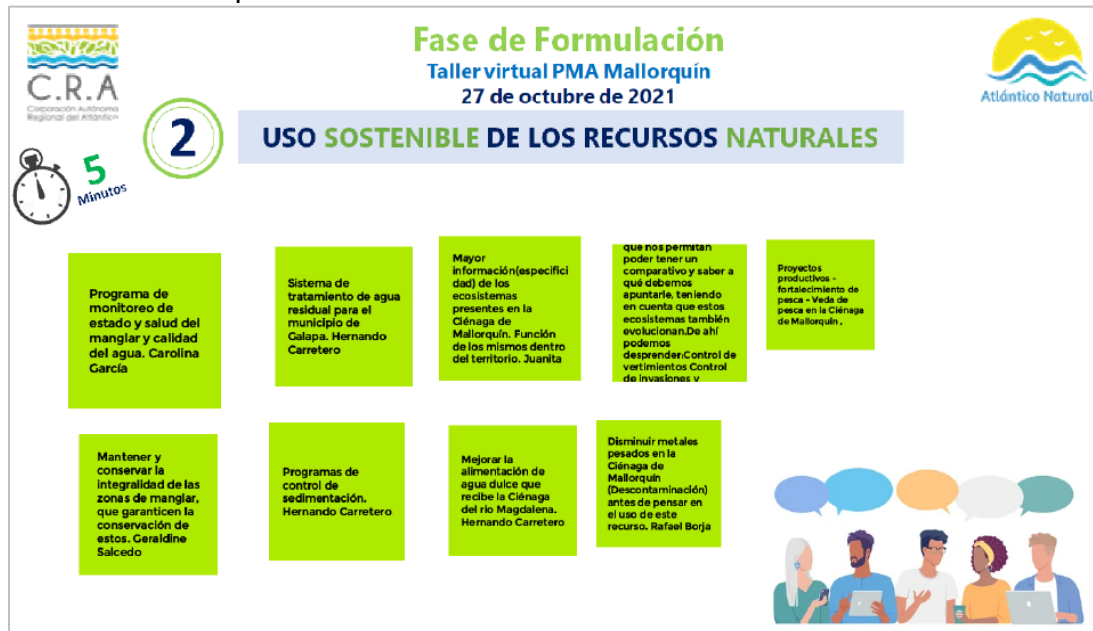 C.R.A
Corporación Autónoma
Regional del Atlántico
Fase de Formulación
Taller virtual PMA Mallorquín
27 de octubre de 2021
Atlántico Natural
2
USO SOSTENIBLE DE LOS RECURSOS NATURALES
5
Minutos
Programa de
monitoreo de
estado y salud del
manglar y calidad
del agua. Carolina
García
Sistema de
tratamiento de agua
residual para el
municipio de
Galapa. Hernando
Carretero
Mayor
información(especifici
dad) de los
ecosistemas
presentes en la
Ciénaga de
Mallorquín. Función
de los mismos dentro
del territorio. Juanita
que nos permitan
poder tener un
comparativo y saber a
qué debemos
apuntarle, teniendo
en cuenta que estos
ecosistemas también
evolucionan.De ahí
podemos
desprender:Control de
vertimientos Control
de invasiones y
Proyectos
productivos -
fortalecimiento de
pesca - Veda de
pesca en la Ciénaga
de Mallorquin .
Mantener y
conservar la
integralidad de las
zonas de manglar,
que garanticen la
conservación de
estos. Geraldine
Salcedo
Programas de
control de
sedimentación.
Hernando Carretero
Mejorar la
alimentación de
agua dulce que
recibe la Ciénaga
del rio Magdalena.
Hernando Carretero
Disminuir metales
pesados en la
Ciénaga de
Mallorquín
(Descontaminación)
antes de pensar en
el uso de este
recurso. Rafael Borja